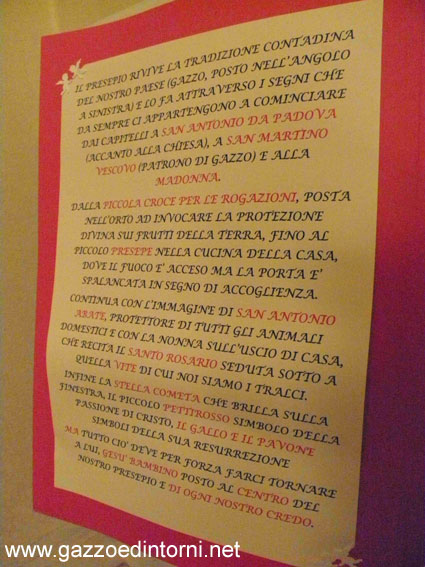 IL PRESEPIO RIVIVE LA TRADIZIONE CONTADINA
DEL NOSTRO PAESE (GAZZO, POSTO NELL'ANGOLO
A SINISTRA) E LO FA ATTRAVERSO I SEGNI CHE
DA SEMPRE CI APPARTENGONO A COMINCIARE
DAI CAPITELLI A SAN ANTONIO DA PADOVA
(ACCANTO ALLA CHIESA), A SAN MARTINO
VESCOVO (PATRONO DI GAZZO) E ALLA
MADONNA.
DALLA PICCOLA CROCE PER LE ROGAZIONI, POSTA
NELL'ORTO AD INVOCARE LA PROTEZIONE
DIVINA SUI FRUTTI DELLA TERRA, FINO AL
PICCOLO PRESEPE NELLA CUCINA DELLA CASA,
DOVE IL FUOCO E' ACCESO MA LA PORTA E'
SPALANCATA IN SEGNO DI ACCOGLIENZA.
CONTINUA CON L'IMMAGINE DI SAN ANTONIO
ABATE, PROTETTORE DI TUTTI GLI ANIMALI
DOMESTICI E CON LA NONNA SULL'USCIO DI CASA,
CHE RECITA IL SANTO ROSARIO SEDUTA SOTTO A
QUELLA VITE DI CUI NOI SIAMO I TRALCI.
INFINE LA STELLA COMETA CHE BRILLA SULLA
FINESTRA, IL PICCOLO PETTIROSSO SIMBOLO DELLA
PASSIONE DI CRISTO, IL GALLO E IL PAVONE
SIMBOLI DELLA SUA RESURREZIONE
MA TUTTO CIO' DEVE PER FORZA FARCI TORNARE
A LUI, GESU' BAMBINO POSTO AL CENTRO DEL
NOSTRO PRESEPIO E DI OGNI NOSTRO CREDO.
www.gazzoedintorni.net